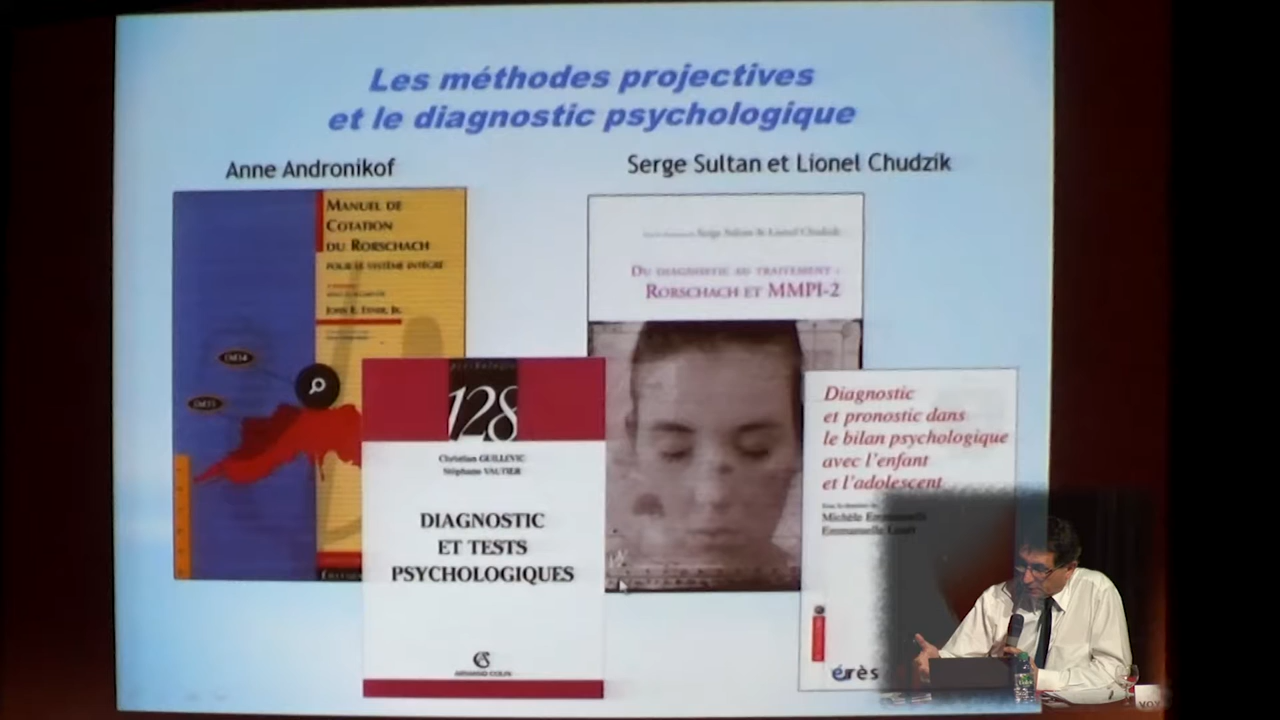 Les méthodes projectives
et le diagnostic psychologique
Anne Andronikof
Serge Sultan et Lionel Chudzik
MANUEL DE
COTATION
DU RORSCHACH
POUR LE SYSTÈME INTÉGRÉ
JOHN E. EXNER, JR.
Serge Sultan & Lionel Chudzik
DU DIAGNOSTIC AU TRAITEMENT :
RORSCHACH ET MMPI-2
128
Christian GUILLEVIC
Stéphane VAUTIER
DIAGNOSTIC
ET TESTS
PSYCHOLOGIQUES
ARMAND COLIN
Diagnostic
et pronostic dans
le bilan psychologique
avec l'enfant
et l'adolescent
Michèle
érès